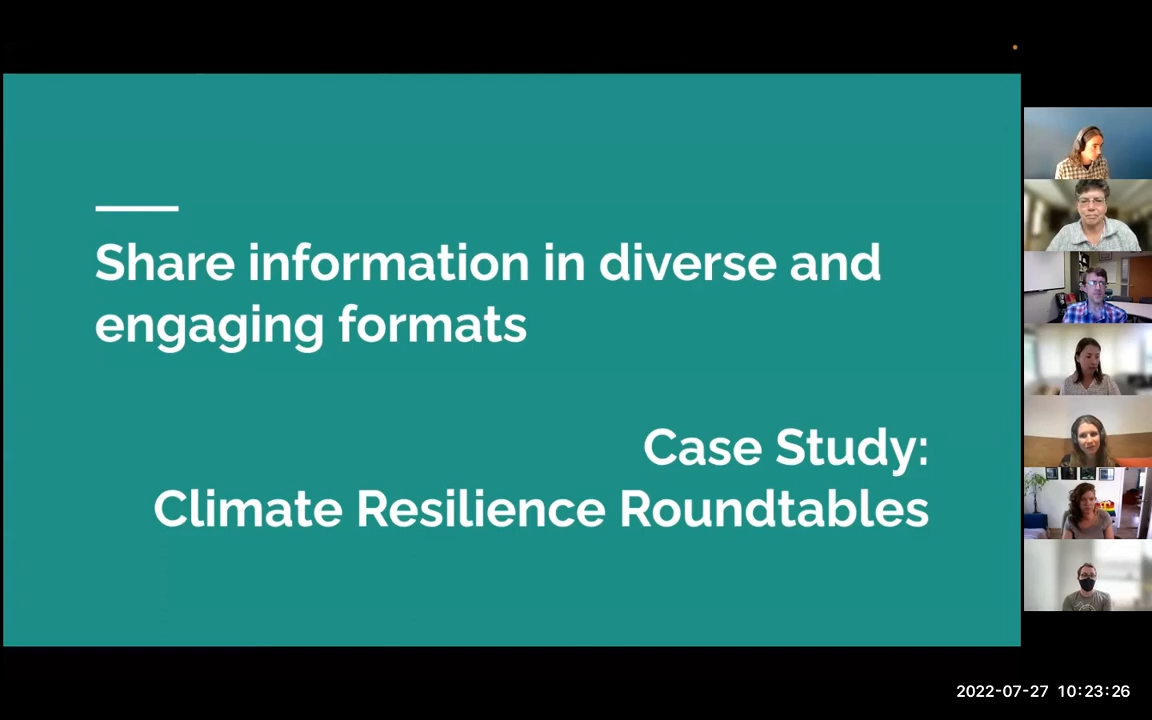 Share information in diverse and
engaging formats
Case Study:
Climate Resilience Roundtables
2022-07-27 10:23:26